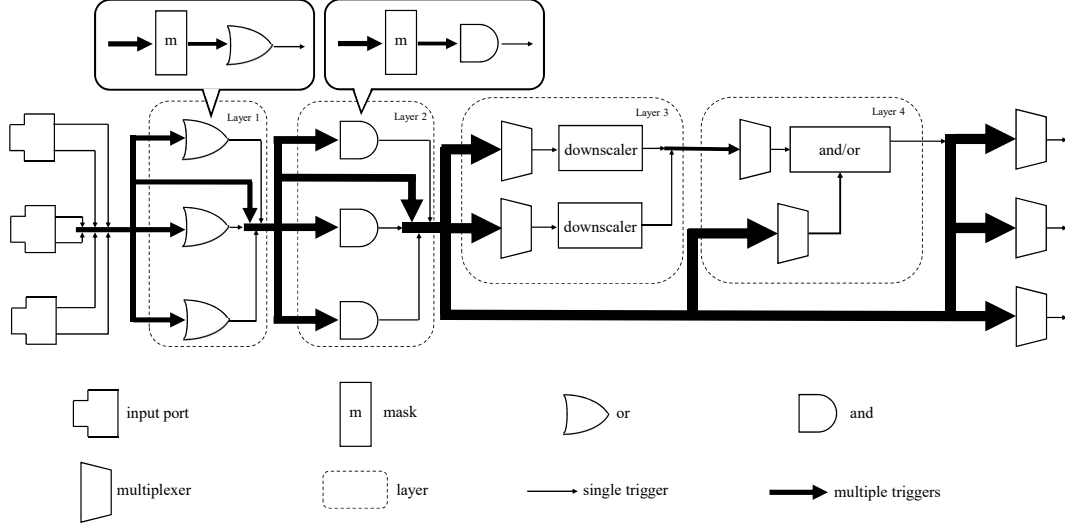 m
m
Layer 1
Layer 2
Layer 3
Layer 4
downscaler
and/or
downscaler
input port
m
mask
or
and
multiplexer
layer
single trigger
multiple triggers